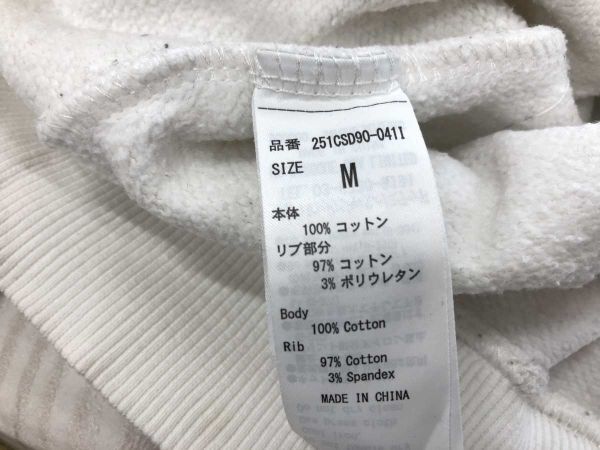 品番 251CSD90-041I
SIZE M
本体
100% コットン
リブ部分
97% コットン
3% ポリウレタン
Body
100% Cotton
Rib
97% Cotton
3% Spandex
MADE IN CHINA